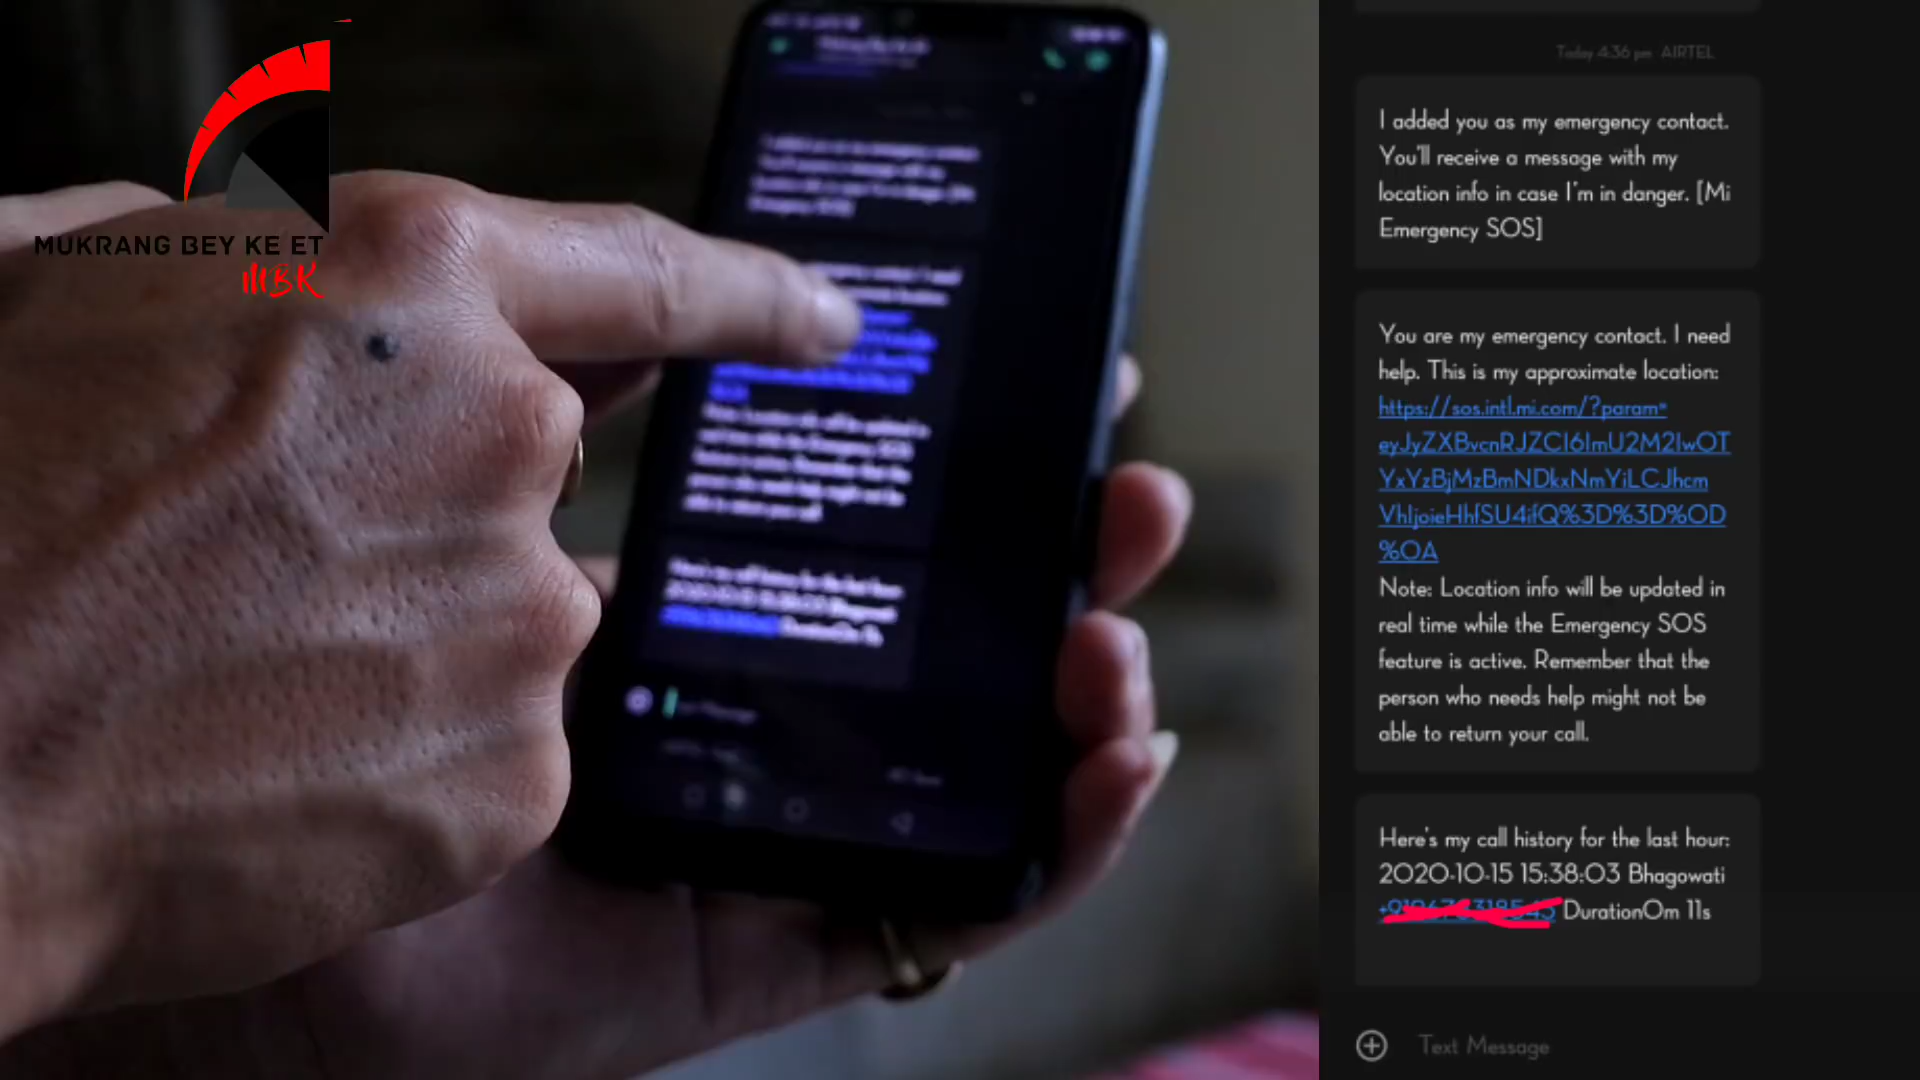 MUKRANG BEY KE ET
MBK
Today 4:36 pm AIRTEL
I added you as my emergency contact.
You'll receive a message with my
location info in case I'm in danger. [Mi
Emergency SOS]
You are my emergency contact. I need
help. This is my approximate location:
https://sos.intl.mi.com/?param=
eyJyZXBvcnRJZCI6ImU2M2IwOT
YxYzBjMzBmNDkxNmYiLCJhcm
VhIjoieHhfSU4ifQ%3D%3D%0D
%0A
Note: Location info will be updated in
real time while the Emergency SOS
feature is active. Remember that the
person who needs help might not be
able to return your call.
Here's my call history for the last hour:
2020-10-15 15:38:03 Bhagowati
Duration0m 11s
Text Message